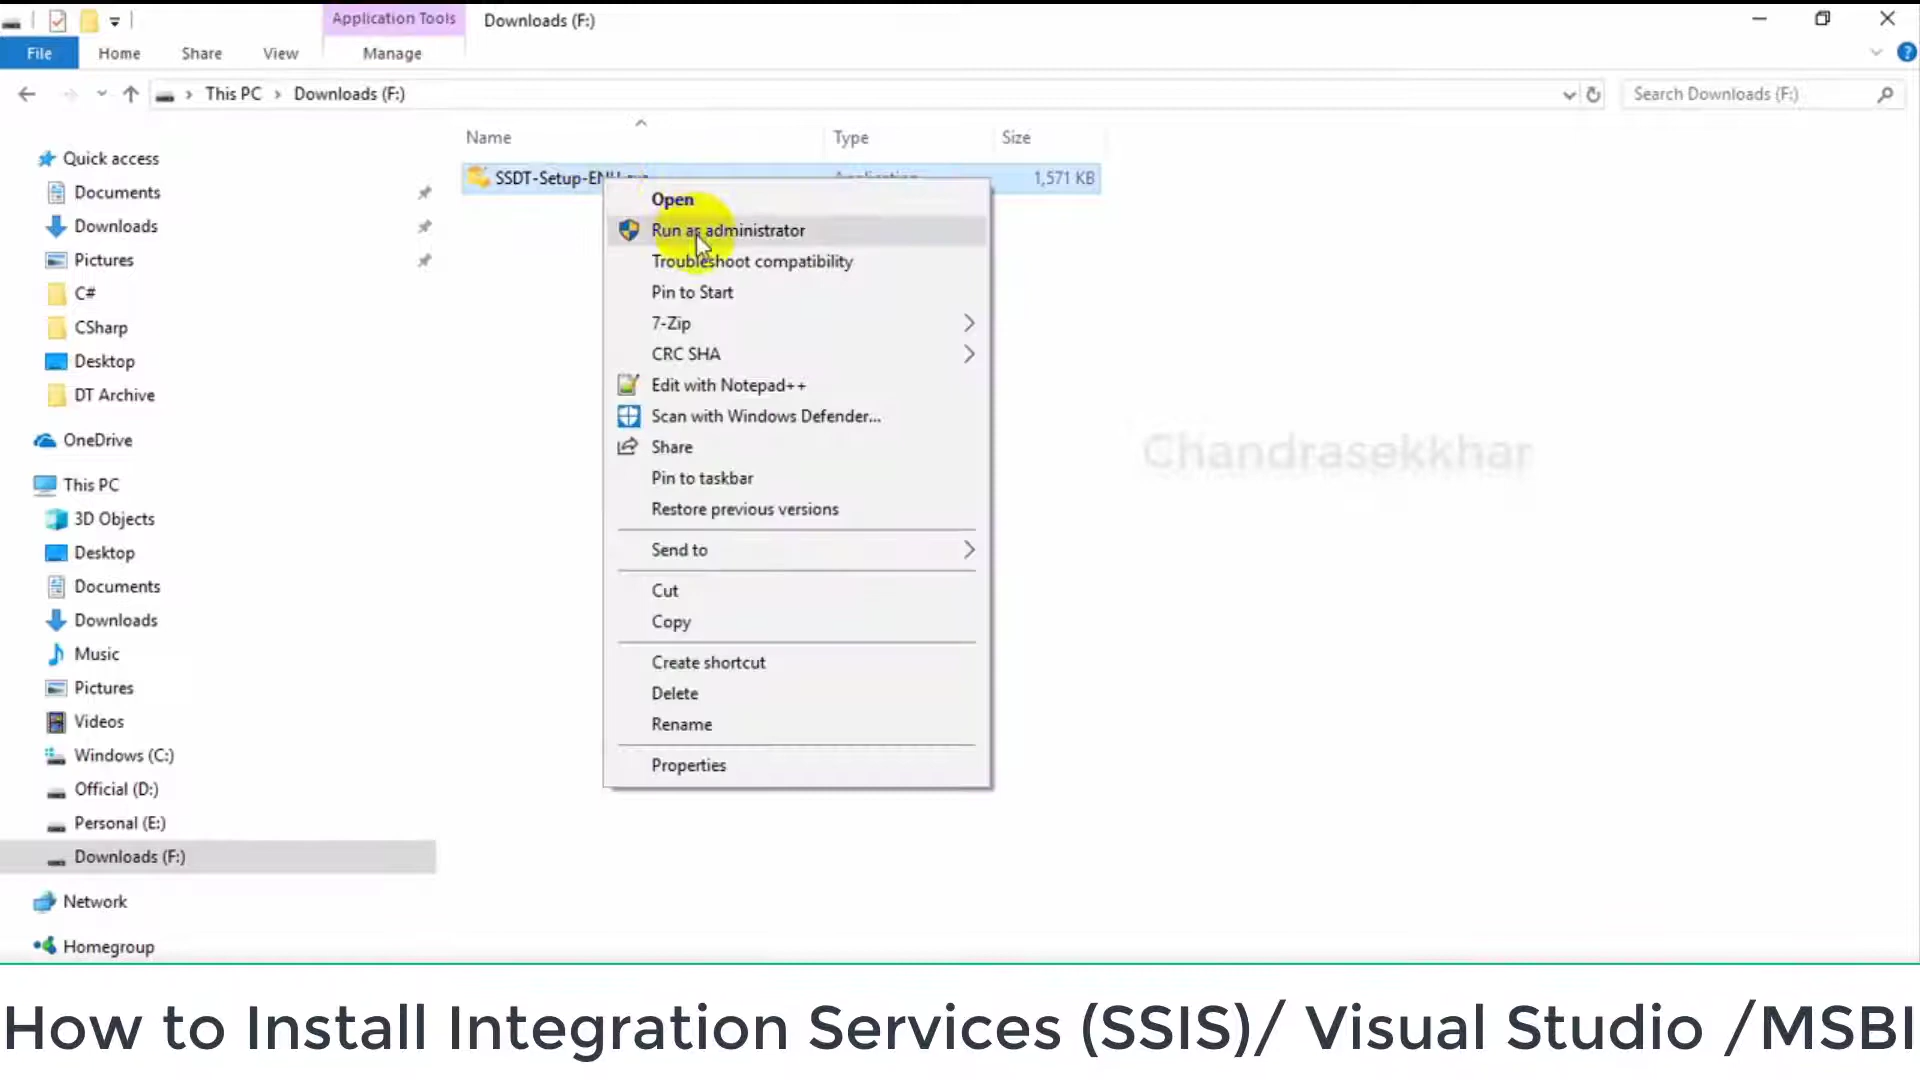 Application Tools
Downloads (F:)
File
Home
Share
View
Manage
This PC
Downloads (F:)
Search Downloads (F:)
Name
Type
Size
Quick access
Documents
Downloads
Pictures
C#
CSharp
Desktop
DT Archive
OneDrive
This PC
3D Objects
Desktop
Documents
Downloads
Music
Pictures
Videos
Windows (C:)
Official (D:)
Personal (E:)
Downloads (F:)
Network
Homegroup
SSDT-Setup-ENU.exe
Application
1,571 KB
Open
Run as administrator
Troubleshoot compatibility
Pin to Start
7-Zip
CRC SHA
Edit with Notepad++
Scan with Windows Defender...
Share
Pin to taskbar
Restore previous versions
Send to
Cut
Copy
Create shortcut
Delete
Rename
Properties
Chandrasekkhar
How to Install Integration Services (SSIS)/ Visual Studio /MSBI